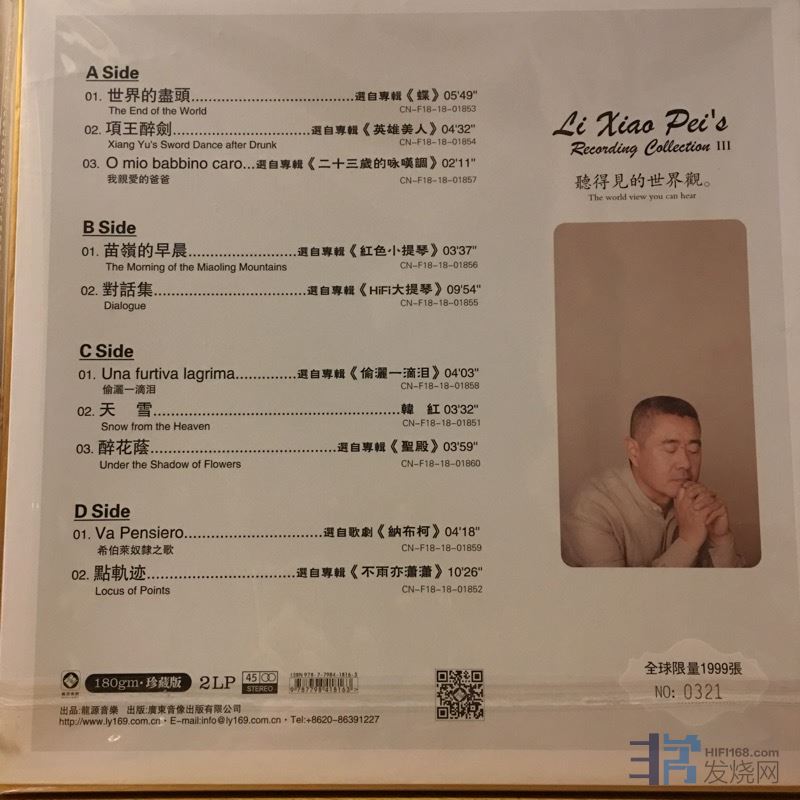 A Side
01. 世界的盡頭......................選自專輯《蝶》05'49"
The End of the World
CN-F18-18-01853
02. 項王醉劍......................選自專輯《英雄美人》04'32"
Xiang Yu's Sword Dance after Drunk
CN-F18-18-01854
03. O mio babbino caro...選自專輯《二十三歲的咏嘆調》02'11"
我親愛的爸爸
CN-F18-18-01857
B Side
01. 苗嶺的早晨..................選自專輯《紅色小提琴》03'37"
The Morning of the Miaoling Mountains
CN-F18-18-01856
02. 對話集.........................選自專輯《HiFi大提琴》09'54"
Dialogue
CN-F18-18-01855
C Side
01. Una furtiva lagrima............選自專輯《偷灑一滴泪》04'03"
偷灑一滴泪
CN-F18-18-01858
02. 天 雪..........................................韓 紅 03'32"
Snow from the Heaven
CN-F18-18-01851
03. 醉花蔭...............................選自專輯《聖殿》03'59"
Under the Shadow of Flowers
CN-F18-18-01860
D Side
01. Va Pensiero......................選自歌劇《納布柯》04'18"
希伯萊奴隸之歌
CN-F18-18-01859
02. 點軌迹.........................選自專輯《不雨亦瀟瀟》10'26"
Locus of Points
CN-F18-18-01852
Li Xiao Pei's
Recording Collection III
聽得見的世界觀。
The world view you can hear
180gm·珍藏版 2LP 45 STEREO
ISBN 978-7-7984-1816-3
9787798418163
出品:龍源音樂 出版:廣東音像出版有限公司
http://www.ly169.com.cn·E-mail:info@ly169.com.cn·Tel:+8620-86391227
全球限量1999張
NO: 0321
HIFI168.com
发烧网